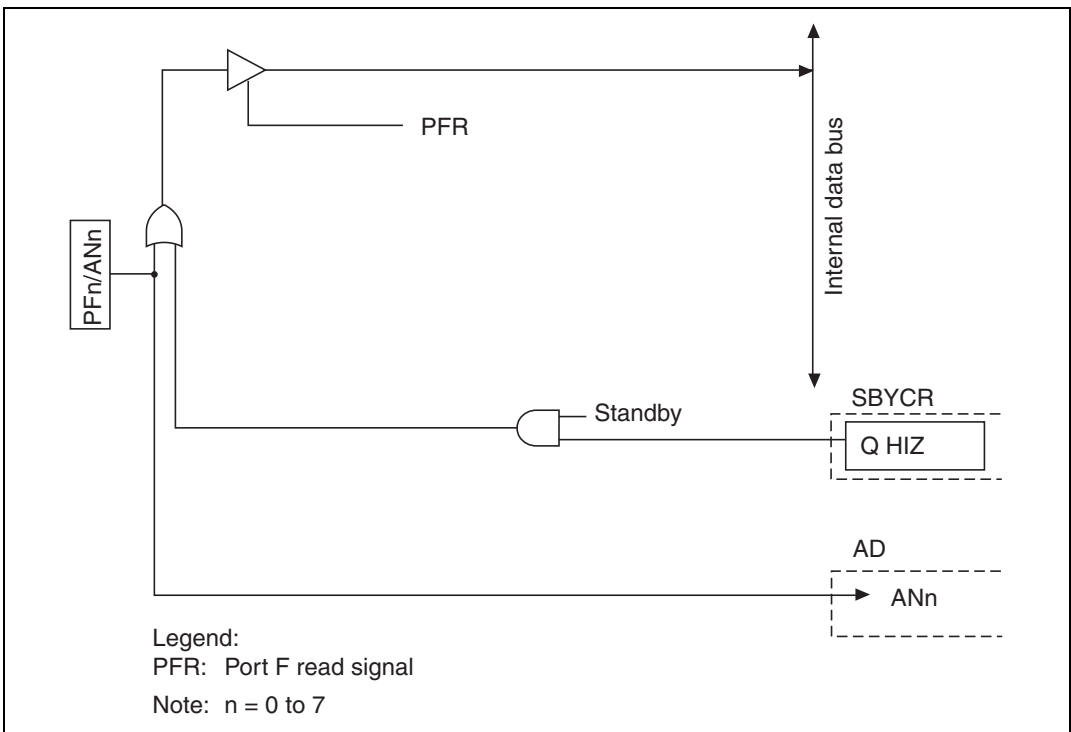 PFR
PFn/ANn
Internal data bus
Standby
SBYCR
Q HIZ
AD
ANn
Legend:
PFR: Port F read signal
Note: n = 0 to 7